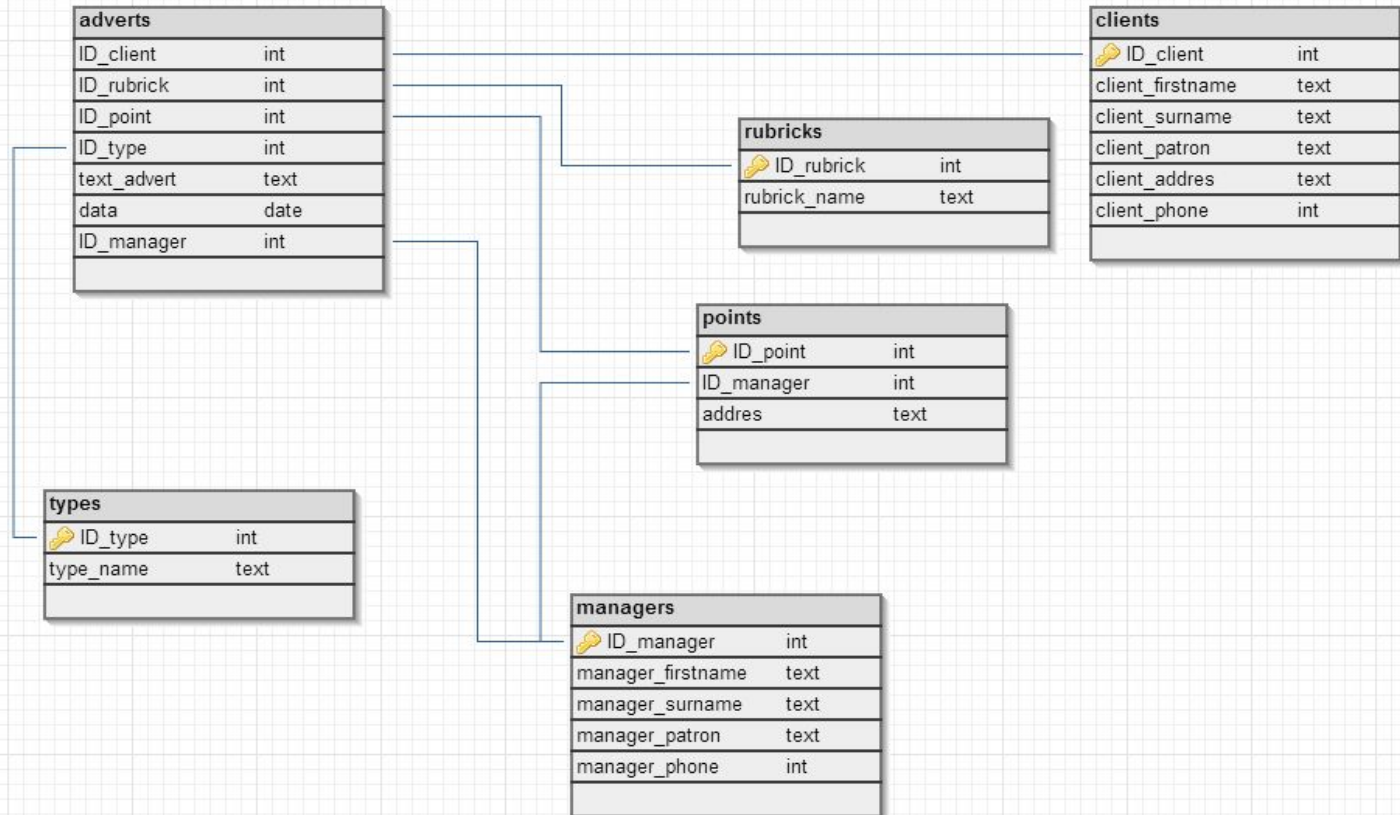 adverts
ID_client int
ID_rubrick int
ID_point int
ID_type int
text_advert text
data date
ID_manager int
clients
ID_client int
client_firstname text
client_surname text
client_patron text
client_addres text
client_phone int
rubricks
ID_rubrick int
rubrick_name text
points
ID_point int
ID_manager int
addres text
types
ID_type int
type_name text
managers
ID_manager int
manager_firstname text
manager_surname text
manager_patron text
manager_phone int